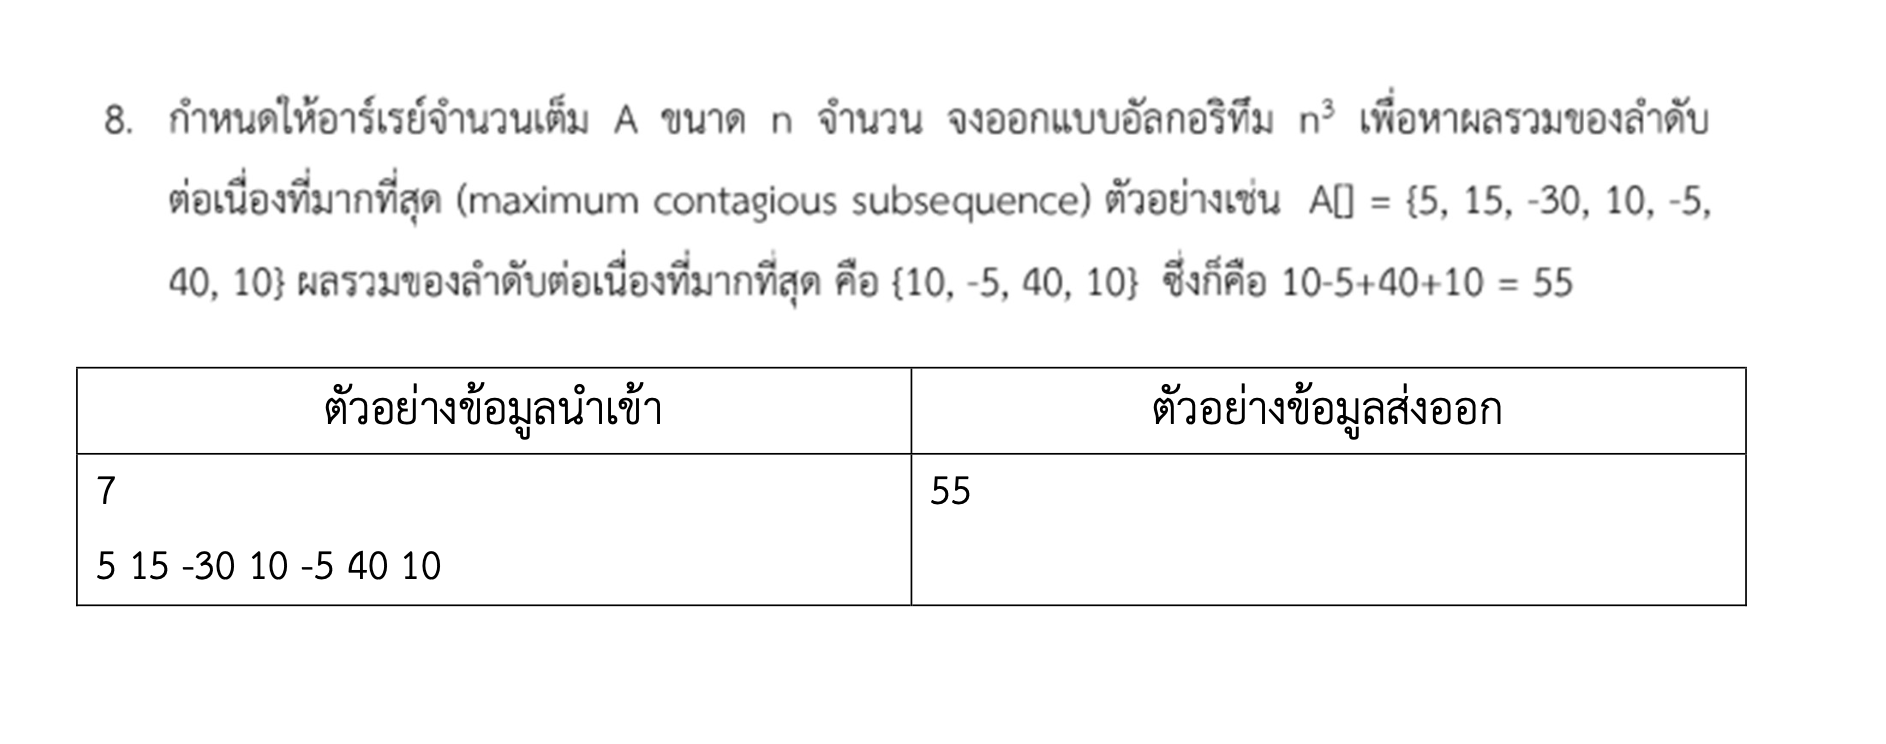 8. กำหนดให้อาร์เรย์จำนวนเต็ม A ขนาด n จำนวน จงออกแบบอัลกอริทึม n³ เพื่อหาผลรวมของลำดับ
ต่อเนื่องที่มากที่สุด (maximum contagious subsequence) ตัวอย่างเช่น A[] = {5, 15, -30, 10, -5,
40, 10} ผลรวมของลำดับต่อเนื่องที่มากที่สุด คือ {10, -5, 40, 10} ซึ่งก็คือ 10-5+40+10 = 55
ตัวอย่างข้อมูลนำเข้า ตัวอย่างข้อมูลส่งออก
7 55
5 15 -30 10 -5 40 10